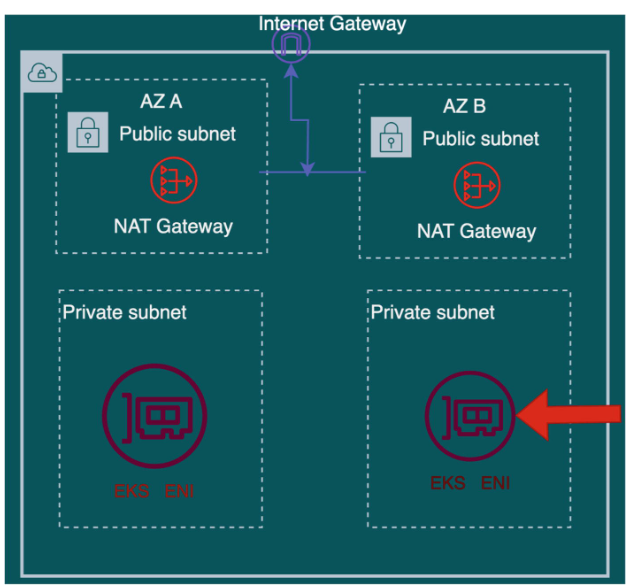 Internet Gateway
AZ A
Public subnet
NAT Gateway
AZ B
Public subnet
NAT Gateway
Private subnet
EKS ENI
Private subnet
EKS ENI